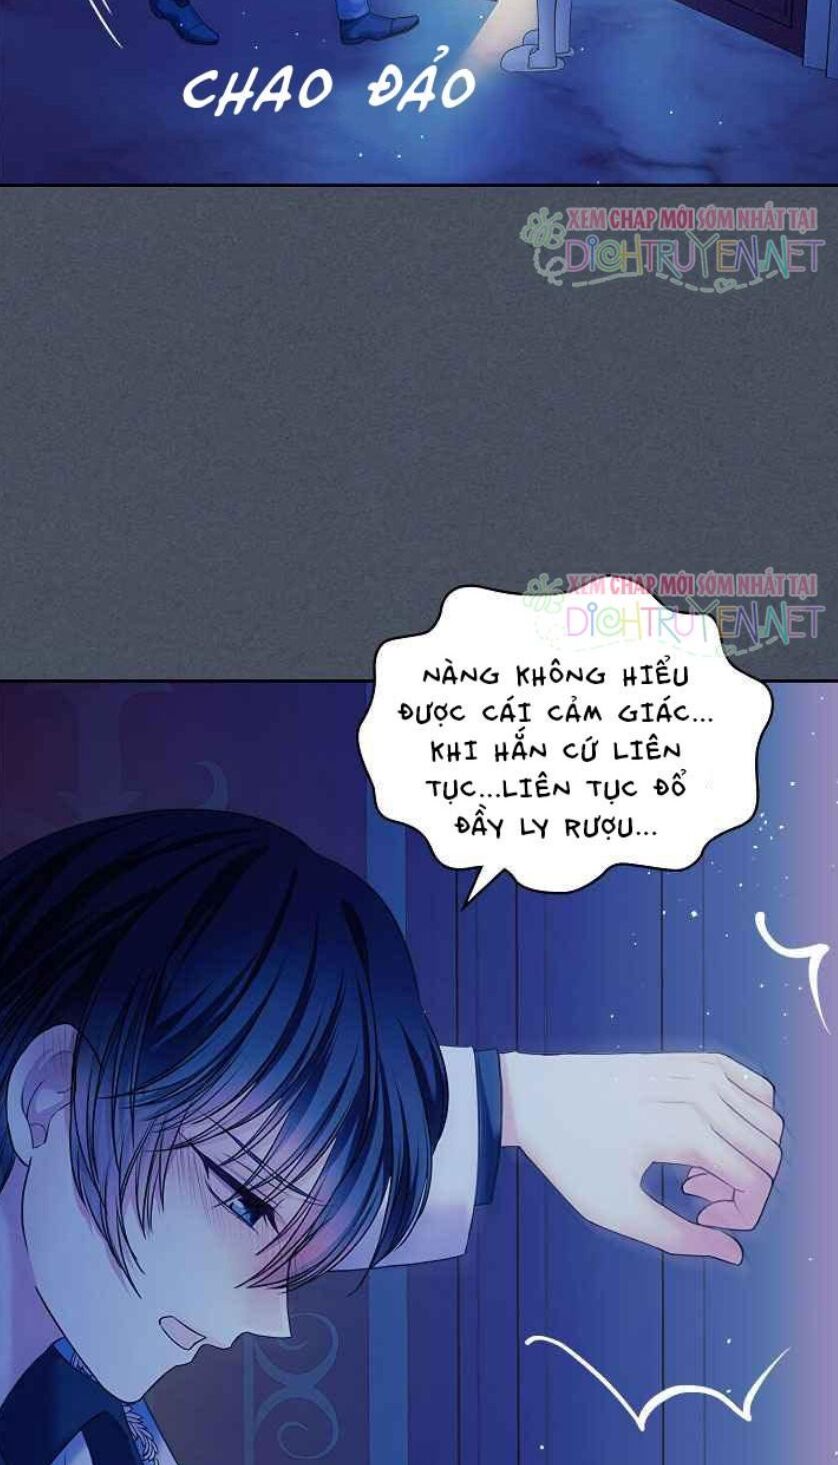 CHAO ĐẢO
XEM CHAP MỚI SỚM NHẤT TẠI
DICHTRUYEN.NET
XEM CHAP MỚI SỚM NHẤT TẠI
DICHTRUYEN.NET
NÀNG KHÔNG HIỂU
ĐƯỢC CÁI CẢM GIÁC...
KHI HẮN CỨ LIÊN
TỤC...LIÊN TỤC ĐỔ
ĐẦY LY RƯỢU...